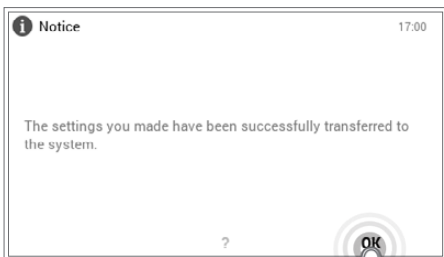 Notice 17:00
The settings you made have been successfully transferred to
the system.
? OK